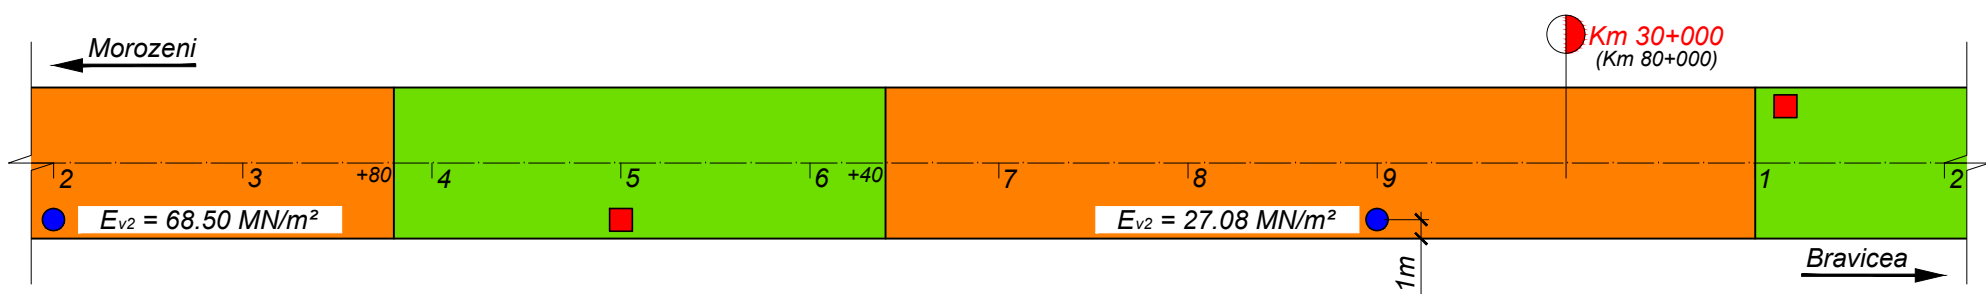 Morozeni
Km 30+000
(Km 80+000)
2 3 +80 4 5 6 +40 7 8 9 1 2
Ev2 = 68.50 MN/m²
Ev2 = 27.08 MN/m²
1m
Bravicea